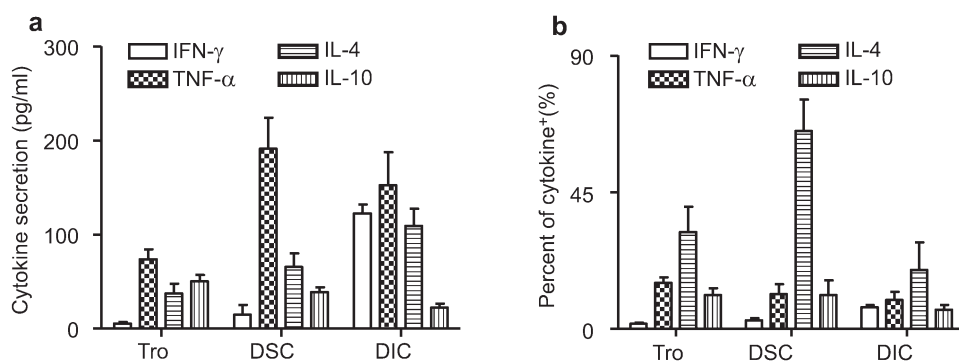 a
Cytokine secretion (pg/ml)
300
200
100
0
IFN-γ
TNF-α
IL-4
IL-10
Tro DSC DIC
b
Percent of cytokine⁺(%)
90
45
0
IFN-γ
TNF-α
IL-4
IL-10
Tro DSC DIC